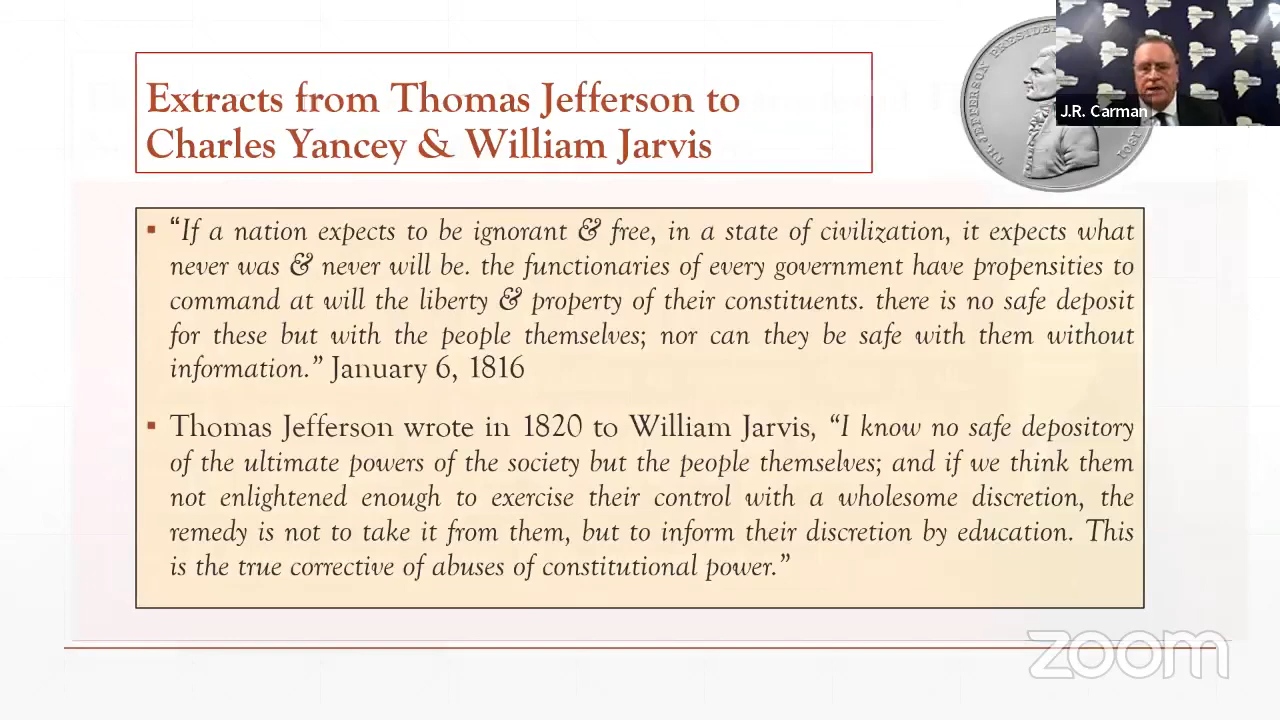 Extracts from Thomas Jefferson to
Charles Yancey & William Jarvis
TH. JEFFERSON PRESIDENT
1801
J.R. Carman
▪ “If a nation expects to be ignorant & free, in a state of civilization, it expects what
never was & never will be. the functionaries of every government have propensities to
command at will the liberty & property of their constituents. there is no safe deposit
for these but with the people themselves; nor can they be safe with them without
information.” January 6, 1816
▪ Thomas Jefferson wrote in 1820 to William Jarvis, “I know no safe depository
of the ultimate powers of the society but the people themselves; and if we think them
not enlightened enough to exercise their control with a wholesome discretion, the
remedy is not to take it from them, but to inform their discretion by education. This
is the true corrective of abuses of constitutional power.”
zoom